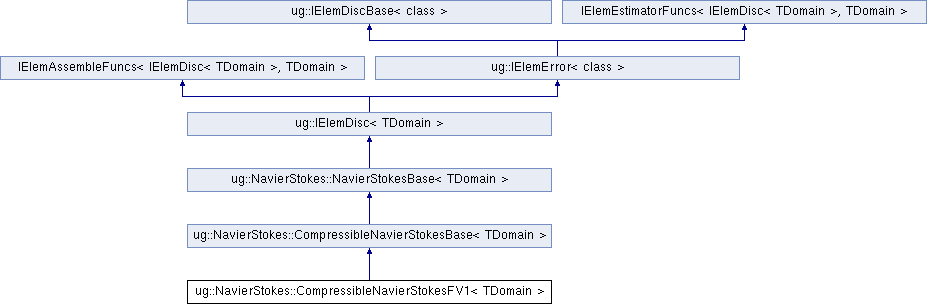 ug::IElemDiscBase< class >
IElemEstimatorFuncs< IElemDisc< TDomain >, TDomain >
IElemAssembleFuncs< IElemDisc< TDomain >, TDomain >
ug::IElemError< class >
ug::IElemDisc< TDomain >
ug::NavierStokes::NavierStokesBase< TDomain >
ug::NavierStokes::CompressibleNavierStokesBase< TDomain >
ug::NavierStokes::CompressibleNavierStokesFV1< TDomain >